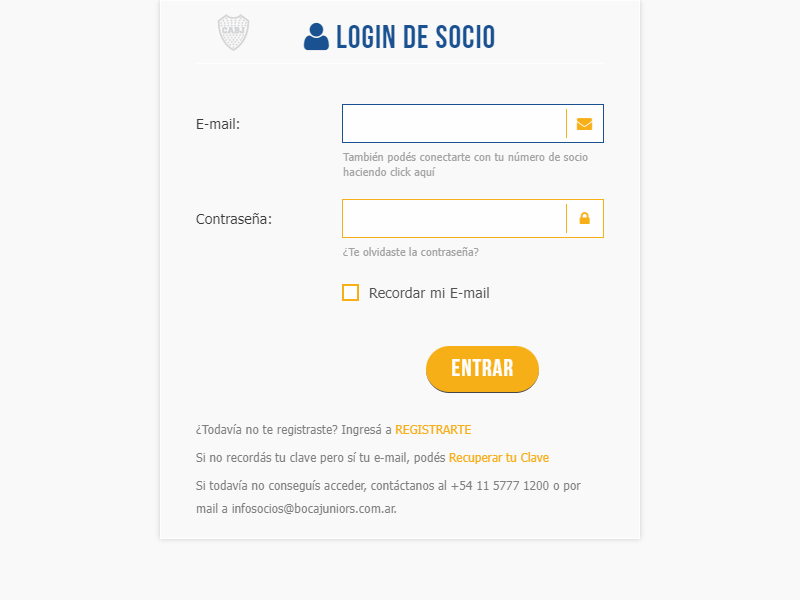 CABJ
LOGIN DE SOCIO
E-mail:
También podés conectarte con tu número de socio
haciendo click aquí
Contraseña:
¿Te olvidaste la contraseña?
Recordar mi E-mail
ENTRAR
¿Todavía no te registraste? Ingresá a REGISTRARTE
Si no recordás tu clave pero sí tu e-mail, podés Recuperar tu Clave
Si todavía no conseguís acceder, contáctanos al +54 11 5777 1200 o por
mail a infosocios@bocajuniors.com.ar.